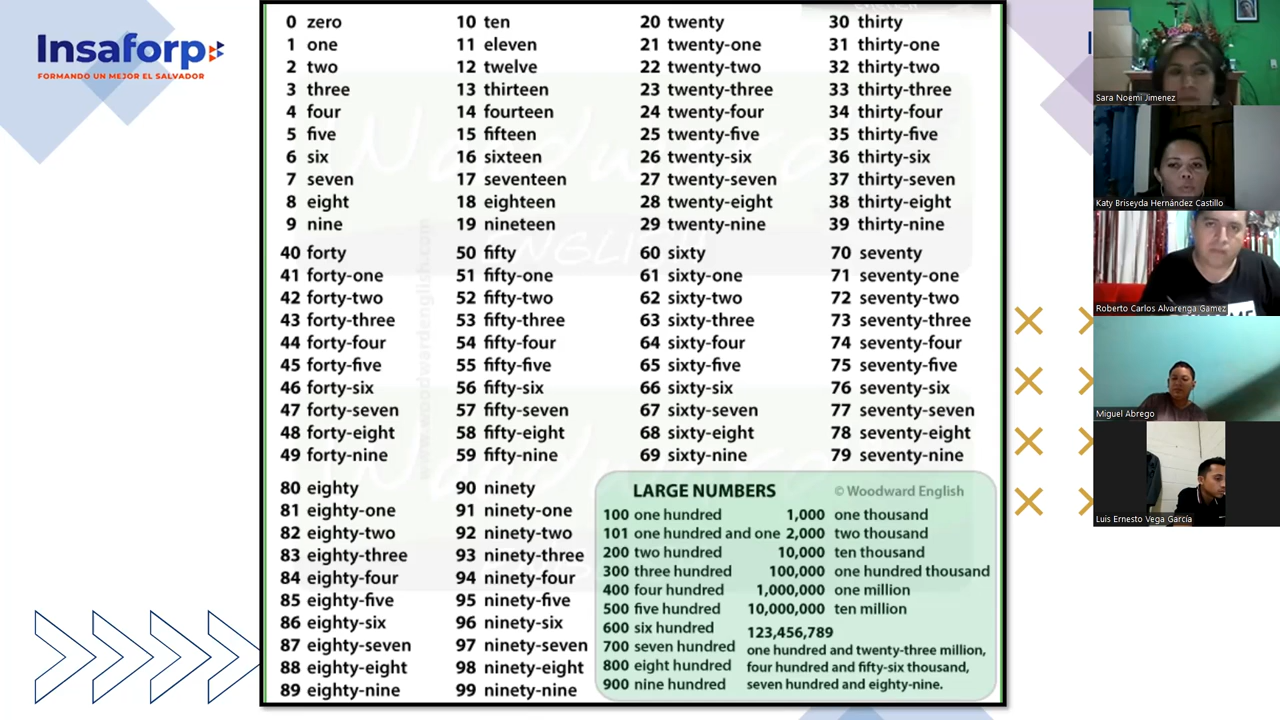 Insaforp
FORMANDO UN MEJOR EL SALVADOR
0 zero
1 one
2 two
3 three
4 four
5 five
6 six
7 seven
8 eight
9 nine
10 ten
11 eleven
12 twelve
13 thirteen
14 fourteen
15 fifteen
16 sixteen
17 seventeen
18 eighteen
19 nineteen
20 twenty
21 twenty-one
22 twenty-two
23 twenty-three
24 twenty-four
25 twenty-five
26 twenty-six
27 twenty-seven
28 twenty-eight
29 twenty-nine
30 thirty
31 thirty-one
32 thirty-two
33 thirty-three
34 thirty-four
35 thirty-five
36 thirty-six
37 thirty-seven
38 thirty-eight
39 thirty-nine
40 forty
41 forty-one
42 forty-two
43 forty-three
44 forty-four
45 forty-five
46 forty-six
47 forty-seven
48 forty-eight
49 forty-nine
50 fifty
51 fifty-one
52 fifty-two
53 fifty-three
54 fifty-four
55 fifty-five
56 fifty-six
57 fifty-seven
58 fifty-eight
59 fifty-nine
60 sixty
61 sixty-one
62 sixty-two
63 sixty-three
64 sixty-four
65 sixty-five
66 sixty-six
67 sixty-seven
68 sixty-eight
69 sixty-nine
70 seventy
71 seventy-one
72 seventy-two
73 seventy-three
74 seventy-four
75 seventy-five
76 seventy-six
77 seventy-seven
78 seventy-eight
79 seventy-nine
80 eighty
81 eighty-one
82 eighty-two
83 eighty-three
84 eighty-four
85 eighty-five
86 eighty-six
87 eighty-seven
88 eighty-eight
89 eighty-nine
90 ninety
91 ninety-one
92 ninety-two
93 ninety-three
94 ninety-four
95 ninety-five
96 ninety-six
97 ninety-seven
98 ninety-eight
99 ninety-nine
LARGE NUMBERS
© Woodward English
100 one hundred
101 one hundred and one
200 two hundred
300 three hundred
400 four hundred
500 five hundred
600 six hundred
700 seven hundred
800 eight hundred
900 nine hundred
1,000 one thousand
2,000 two thousand
10,000 ten thousand
100,000 one hundred thousand
1,000,000 one million
10,000,000 ten million
123,456,789
one hundred and twenty-three million,
four hundred and fifty-six thousand,
seven hundred and eighty-nine.
www.woodwardenglish.com
Sara Noemi Jimenez
Katy Briseyda Hernández Castillo
Roberto Carlos Alvarenga Gamez
Miguel Abrego
Luis Ernesto Vega García